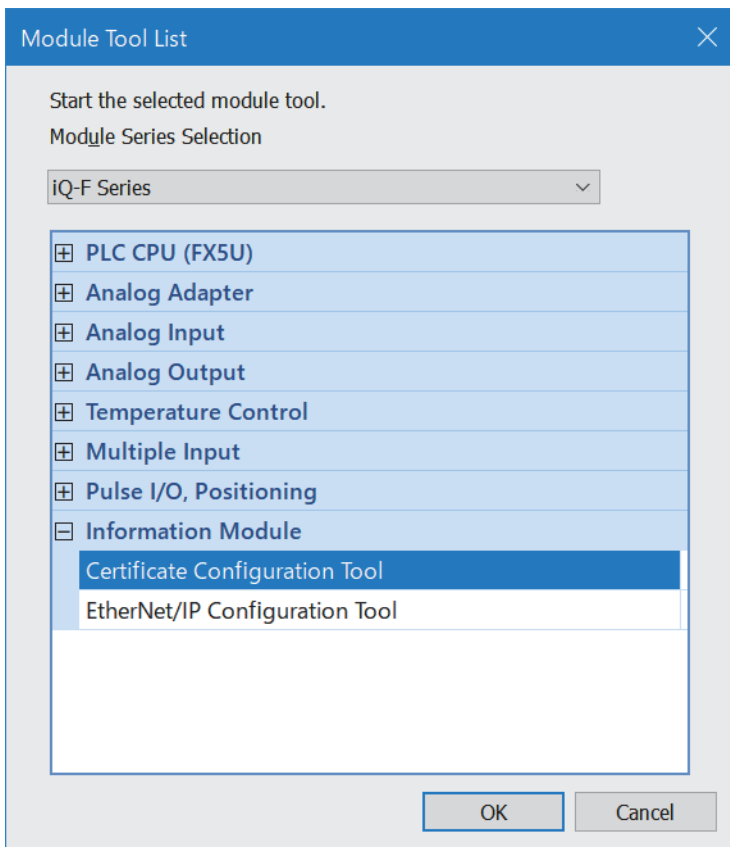 Module Tool List
Start the selected module tool.
Module Series Selection
iQ-F Series
PLC CPU (FX5U)
Analog Adapter
Analog Input
Analog Output
Temperature Control
Multiple Input
Pulse I/O, Positioning
Information Module
Certificate Configuration Tool
EtherNet/IP Configuration Tool
OK Cancel